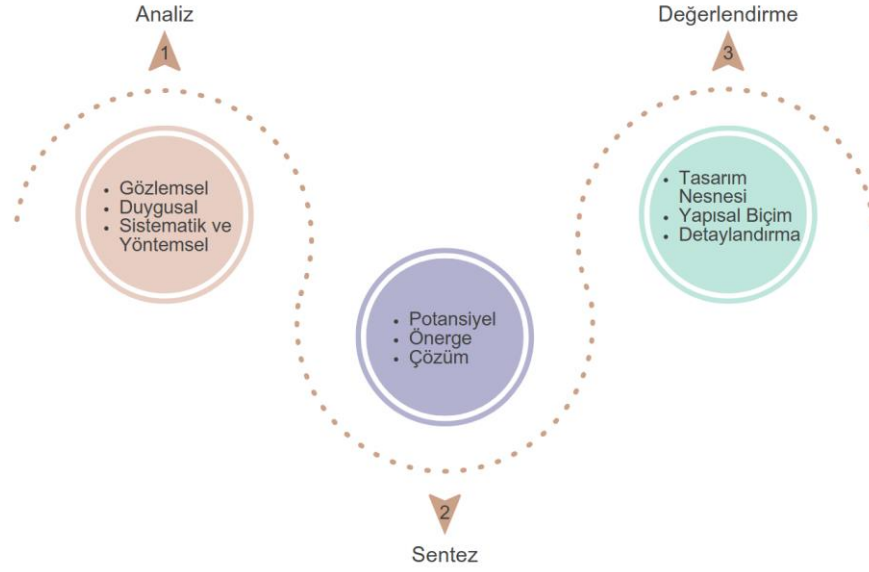 Analiz
1
• Gözlemsel
• Duygusal
• Sistematik ve
Yöntemsel
• Potansiyel
• Önerge
• Çözüm
2
Sentez
Değerlendirme
3
• Tasarım
Nesnesi
• Yapısal Biçim
• Detaylandırma